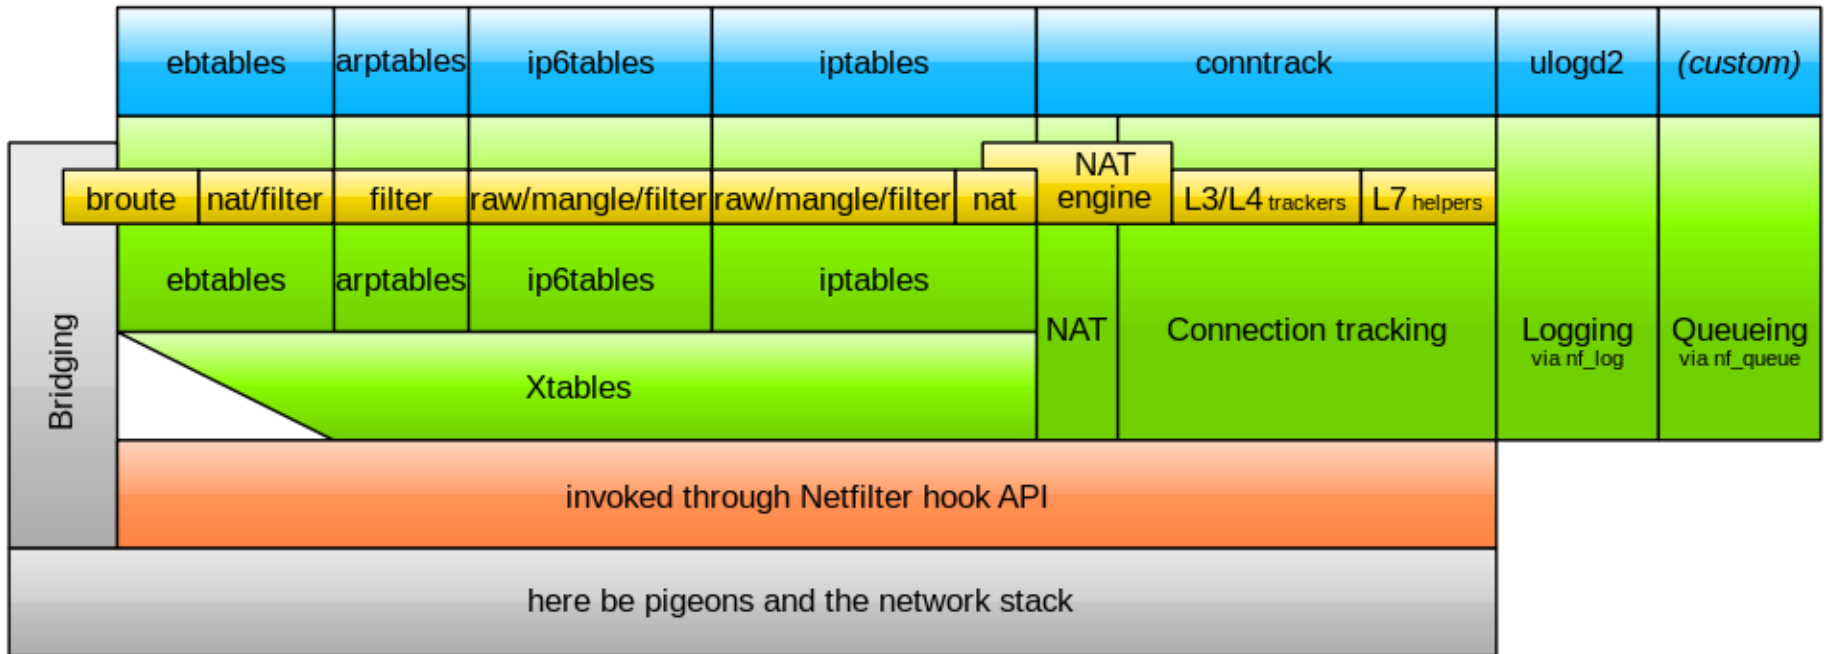 ebtables
arptables
ip6tables
iptables
conntrack
ulogd2
(custom)
broute
nat/filter
filter
raw/mangle/filter
raw/mangle/filter
nat
NAT
engine
L3/L4 trackers
L7 helpers
ebtables
arptables
ip6tables
iptables
Bridging
NAT
Connection tracking
Logging
via nf_log
Queueing
via nf_queue
Xtables
invoked through Netfilter hook API
here be pigeons and the network stack